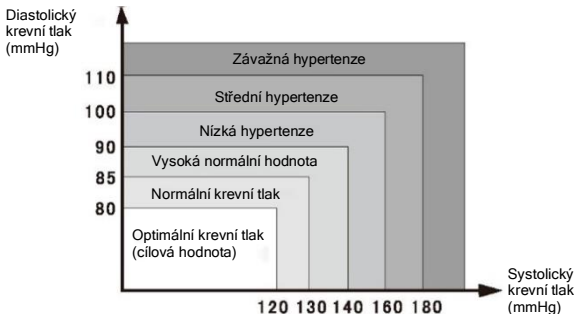 Diastolický
krevní tlak
(mmHg)
Závažná hypertenze
110
Střední hypertenze
100
Nízká hypertenze
90
Vysoká normální hodnota
85
Normální krevní tlak
80
Optimální krevní tlak
(cílová hodnota)
120 130 140 160 180
Systolický
krevní tlak
(mmHg)